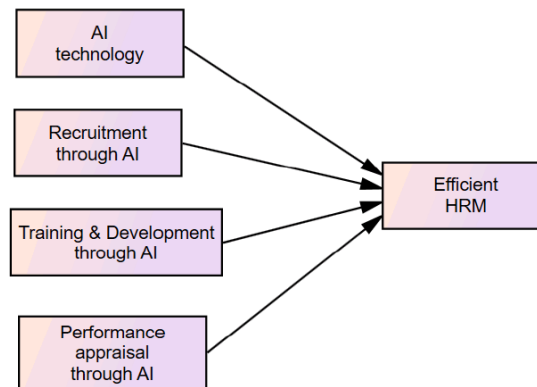 AI
technology
Recruitment
through AI
Training & Development
through AI
Performance
appraisal
through AI
Efficient
HRM